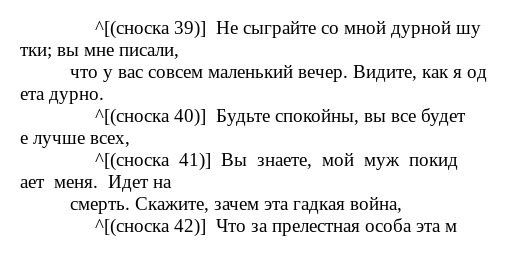 ^[(сноска 39)]  Не сыграйте со мной дурной шу
тки; вы мне писали,
что у вас совсем маленький вечер. Видите, как я од
ета дурно.
^[(сноска 40)]  Будьте спокойны, вы все будет
е лучше всех,
^[(сноска  41)]  Вы  знаете,  мой  муж  покид
ает  меня.  Идет на
смерть. Скажите, зачем эта гадкая война,
^[(сноска 42)]  Что за прелестная особа эта м